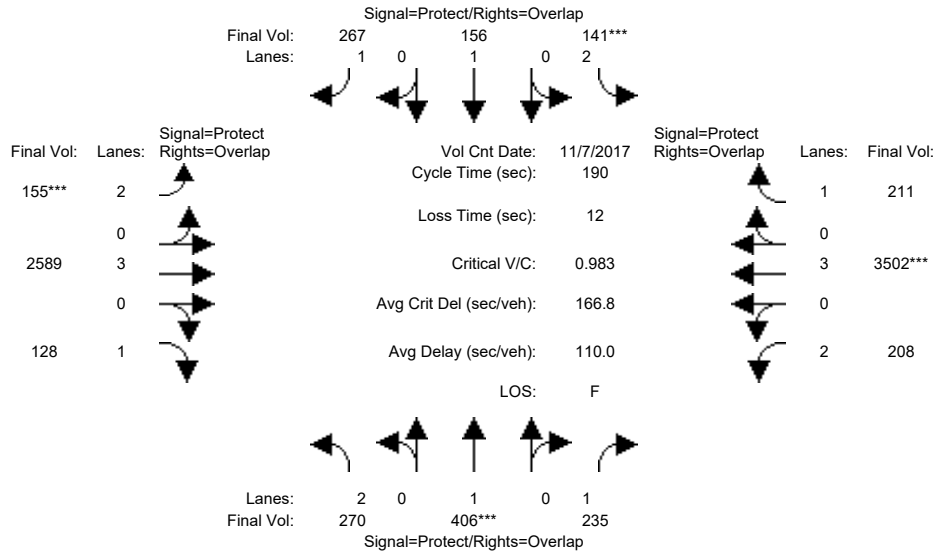 Signal=Protect/Rights=Overlap
Final Vol: 267 156 141***
Lanes: 1 0 1 0 2
Signal=Protect Signal=Protect
Final Vol: Lanes: Rights=Overlap Vol Cnt Date: 11/7/2017 Rights=Overlap Lanes: Final Vol:
Cycle Time (sec): 190
155*** 2 1 211
Loss Time (sec): 12
0 0
2589 3 Critical V/C: 0.983 3 3502***
0 Avg Crit Del (sec/veh): 166.8 0
128 1 Avg Delay (sec/veh): 110.0 2 208
LOS: F
Lanes: 2 0 1 0 1
Final Vol: 270 406*** 235
Signal=Protect/Rights=Overlap